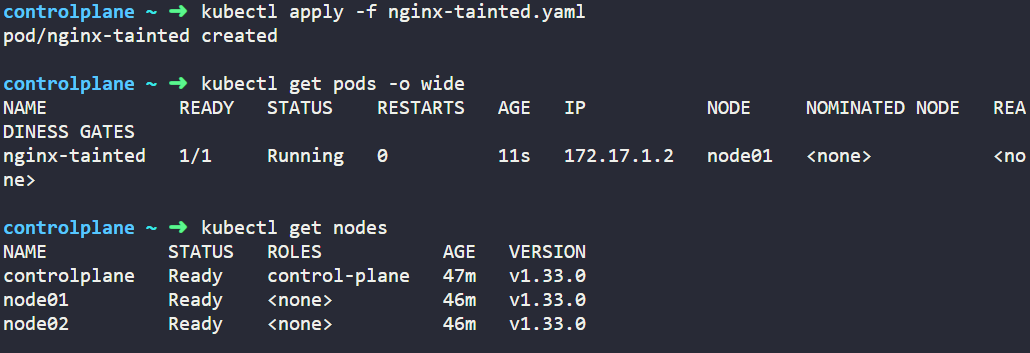 controlplane ~ ➜ kubectl apply -f nginx-tainted.yaml
pod/nginx-tainted created
controlplane ~ ➜ kubectl get pods -o wide
NAME            READY   STATUS    RESTARTS   AGE   IP           NODE     NOMINATED NODE   REA
DINESS GATES
nginx-tainted   1/1     Running   0          11s   172.17.1.2   node01   <none>           <no
ne>
controlplane ~ ➜ kubectl get nodes
NAME           STATUS   ROLES           AGE   VERSION
controlplane   Ready    control-plane   47m   v1.33.0
node01         Ready    <none>          46m   v1.33.0
node02         Ready    <none>          46m   v1.33.0